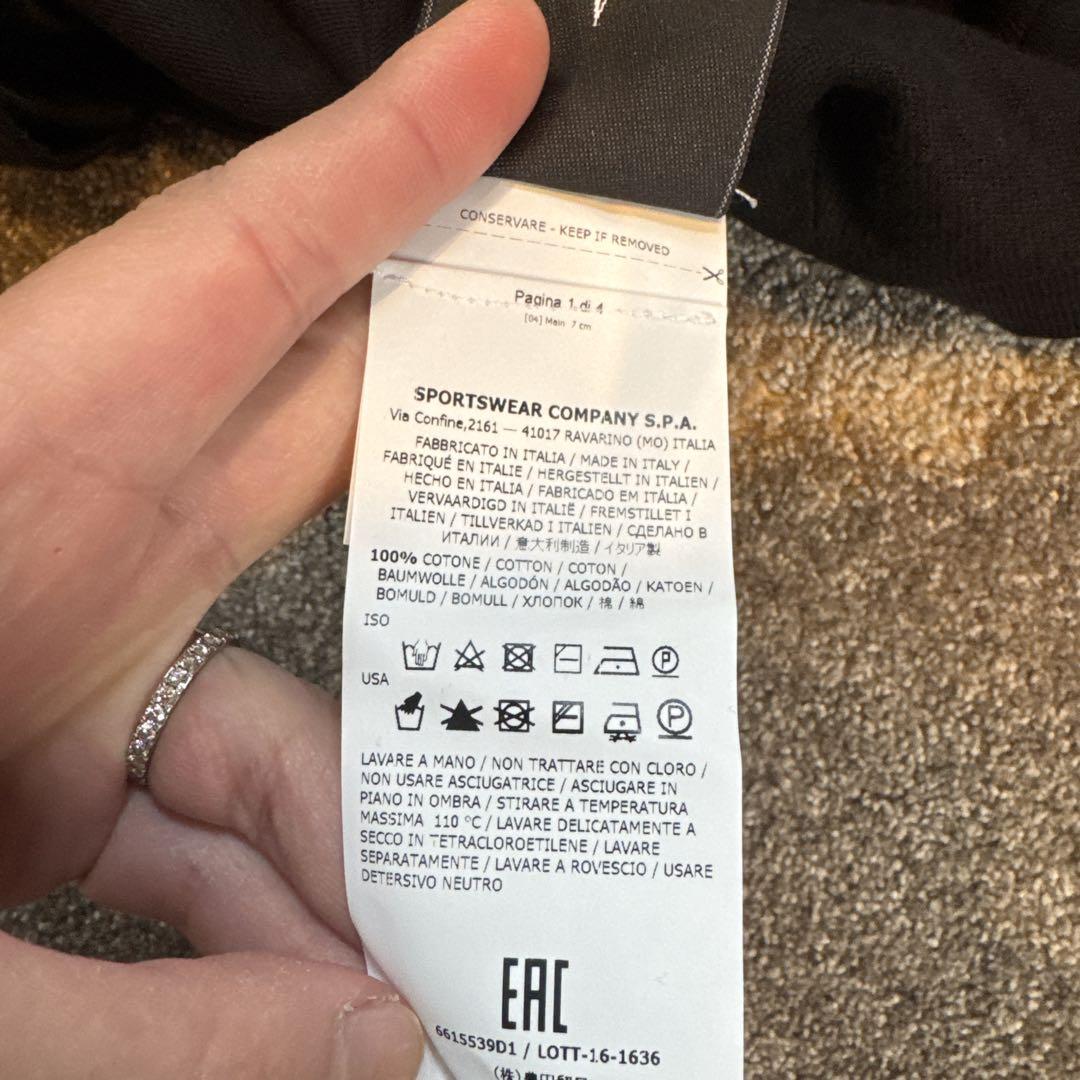 CONSERVARE - KEEP IF REMOVED
Pagina 1 di 4
[04] Main 7 cm
SPORTSWEAR COMPANY S.P.A.
Via Confine,2161 — 41017 RAVARINO (MO) ITALIA
FABBRICATO IN ITALIA / MADE IN ITALY /
FABRIQUÉ EN ITALIE / HERGESTELLT IN ITALIEN /
HECHO EN ITALIA / FABRICADO EM ITÁLIA /
VERVAARDIGD IN ITALIË / FREMSTILLET I
ITALIEN / TILLVERKAD I ITALIEN / СДЕЛАНО В
ИТАЛИИ / 意大利制造 / イタリア製
100% COTONE / COTTON / COTON /
BAUMWOLLE / ALGODÓN / ALGODÃO / KATOEN /
BOMULD / BOMULL / ХЛОПОК / 棉 / 綿
ISO
P
USA
P
LAVARE A MANO / NON TRATTARE CON CLORO /
NON USARE ASCIUGATRICE / ASCIUGARE IN
PIANO IN OMBRA / STIRARE A TEMPERATURA
MASSIMA 110 °C / LAVARE DELICATAMENTE A
SECCO IN TETRACLOROETILENE / LAVARE
SEPARATAMENTE / LAVARE A ROVESCIO / USARE
DETERSIVO NEUTRO
EAC
6615539D1 / LOTT-16-1636
(株)